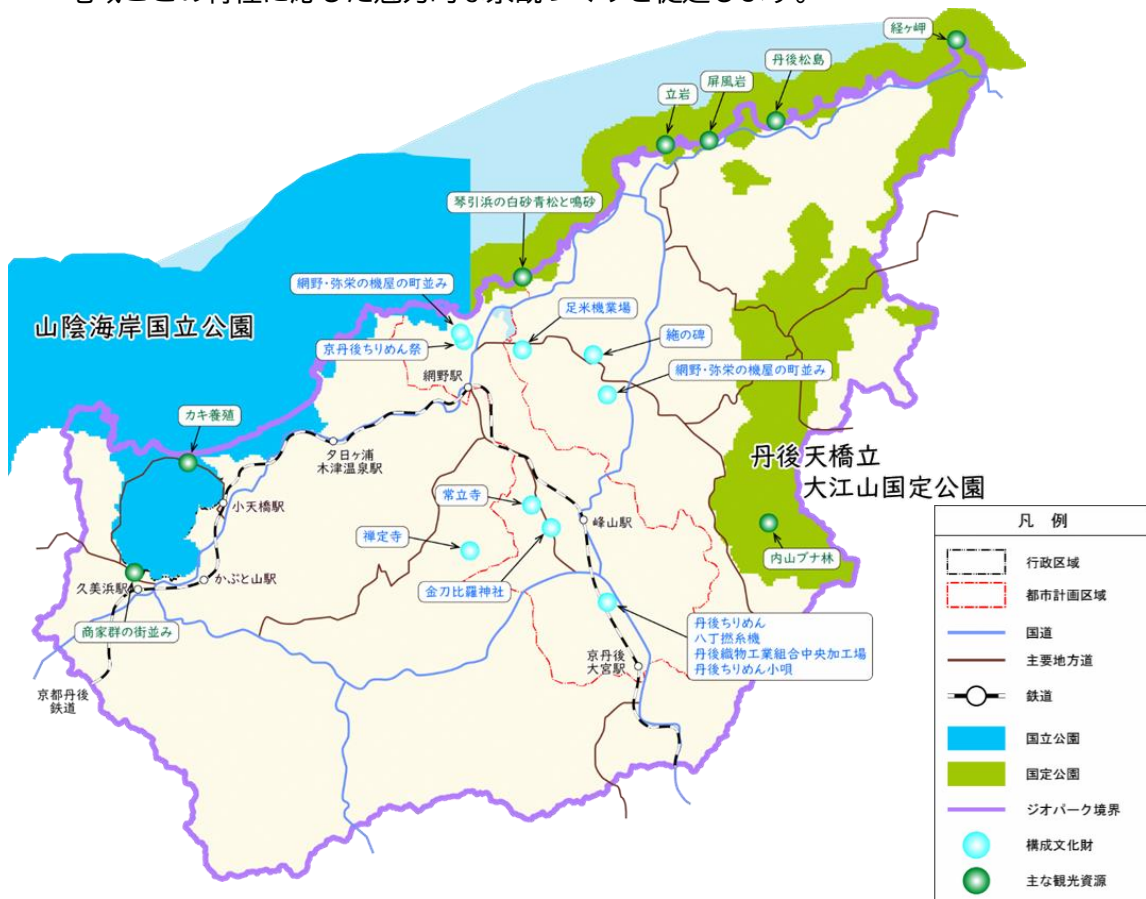 経ヶ岬
丹後松島
屏風岩
立岩
琴引浜の白砂青松と鳴砂
網野・弥栄の機屋の町並み
山陰海岸国立公園
足米機業場
京丹後ちりめん祭
絁の碑
網野駅
網野・弥栄の機屋の町並み
カキ養殖
夕日ヶ浦
木津温泉駅
丹後天橋立
大江山国定公園
小天橋駅
常立寺
峰山駅
禅定寺
内山ブナ林
かぶと山駅
久美浜駅
金刀比羅神社
商家群の街並み
丹後ちりめん
八丁撚糸機
丹後織物工業組合中央加工場
丹後ちりめん小唄
京丹後
大宮駅
京都丹後
鉄道
凡 例
行政区域
都市計画区域
国道
主要地方道
鉄道
国立公園
国定公園
ジオパーク境界
構成文化財
主な観光資源